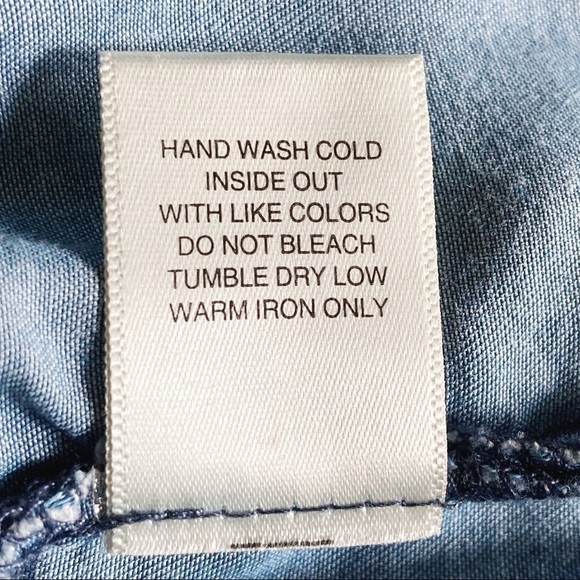 HAND WASH COLD
INSIDE OUT
WITH LIKE COLORS
DO NOT BLEACH
TUMBLE DRY LOW
WARM IRON ONLY